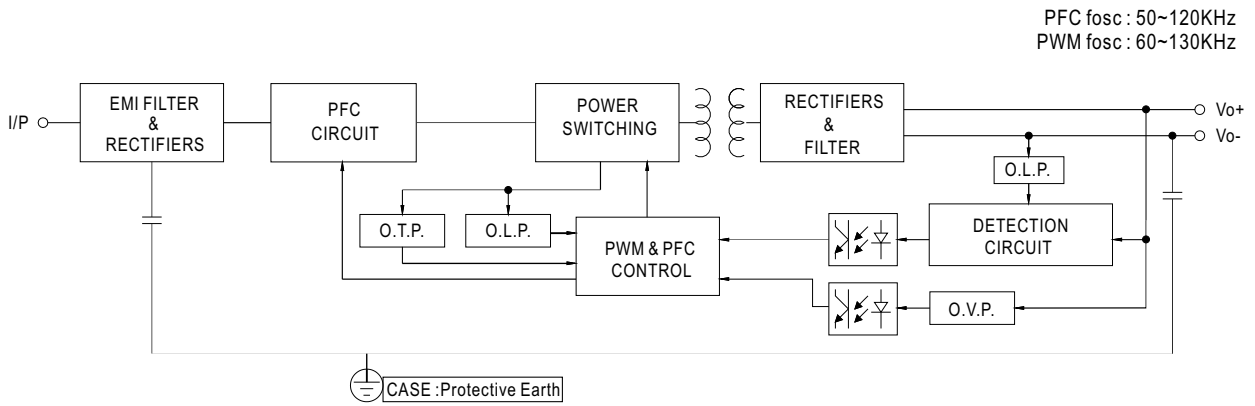 PFC fosc : 50~120KHz
PWM fosc : 60~130KHz
I/P
EMI FILTER
&
RECTIFIERS
PFC
CIRCUIT
POWER
SWITCHING
RECTIFIERS
&
FILTER
Vo+
Vo-
O.L.P.
O.T.P.
O.L.P.
PWM & PFC
CONTROL
DETECTION
CIRCUIT
O.V.P.
CASE :Protective Earth